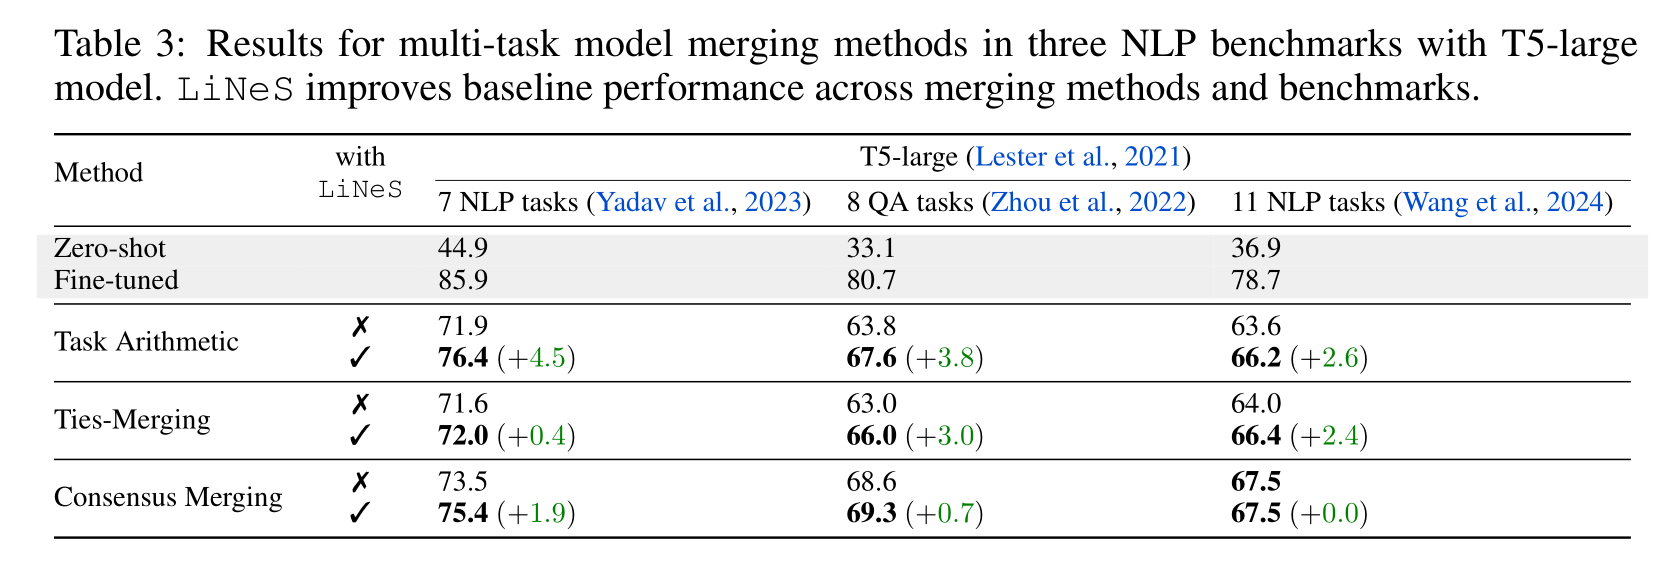 Table 3: Results for multi-task model merging methods in three NLP benchmarks with T5-large
model. LiNeS improves baseline performance across merging methods and benchmarks.
Method with LiNeS T5-large (Lester et al., 2021)
7 NLP tasks (Yadav et al., 2023) 8 QA tasks (Zhou et al., 2022) 11 NLP tasks (Wang et al., 2024)
Zero-shot 44.9 33.1 36.9
Fine-tuned 85.9 80.7 78.7
Task Arithmetic ✗ 71.9 63.8 63.6
✓ 76.4 (+4.5) 67.6 (+3.8) 66.2 (+2.6)
Ties-Merging ✗ 71.6 63.0 64.0
✓ 72.0 (+0.4) 66.0 (+3.0) 66.4 (+2.4)
Consensus Merging ✗ 73.5 68.6 67.5
✓ 75.4 (+1.9) 69.3 (+0.7) 67.5 (+0.0)